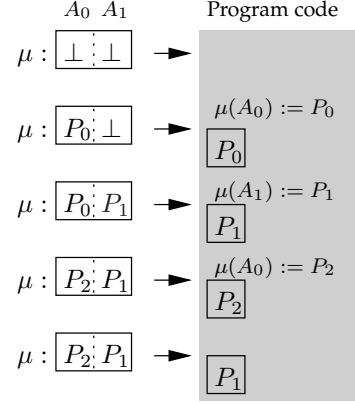 A₀ A₁ Program code
μ : ⊥ ⊥
μ(A₀) := P₀
μ : P₀ ⊥ P₀
μ(A₁) := P₁
μ : P₀ P₁ P₁
μ(A₀) := P₂
μ : P₂ P₁ P₂
μ : P₂ P₁ P₁